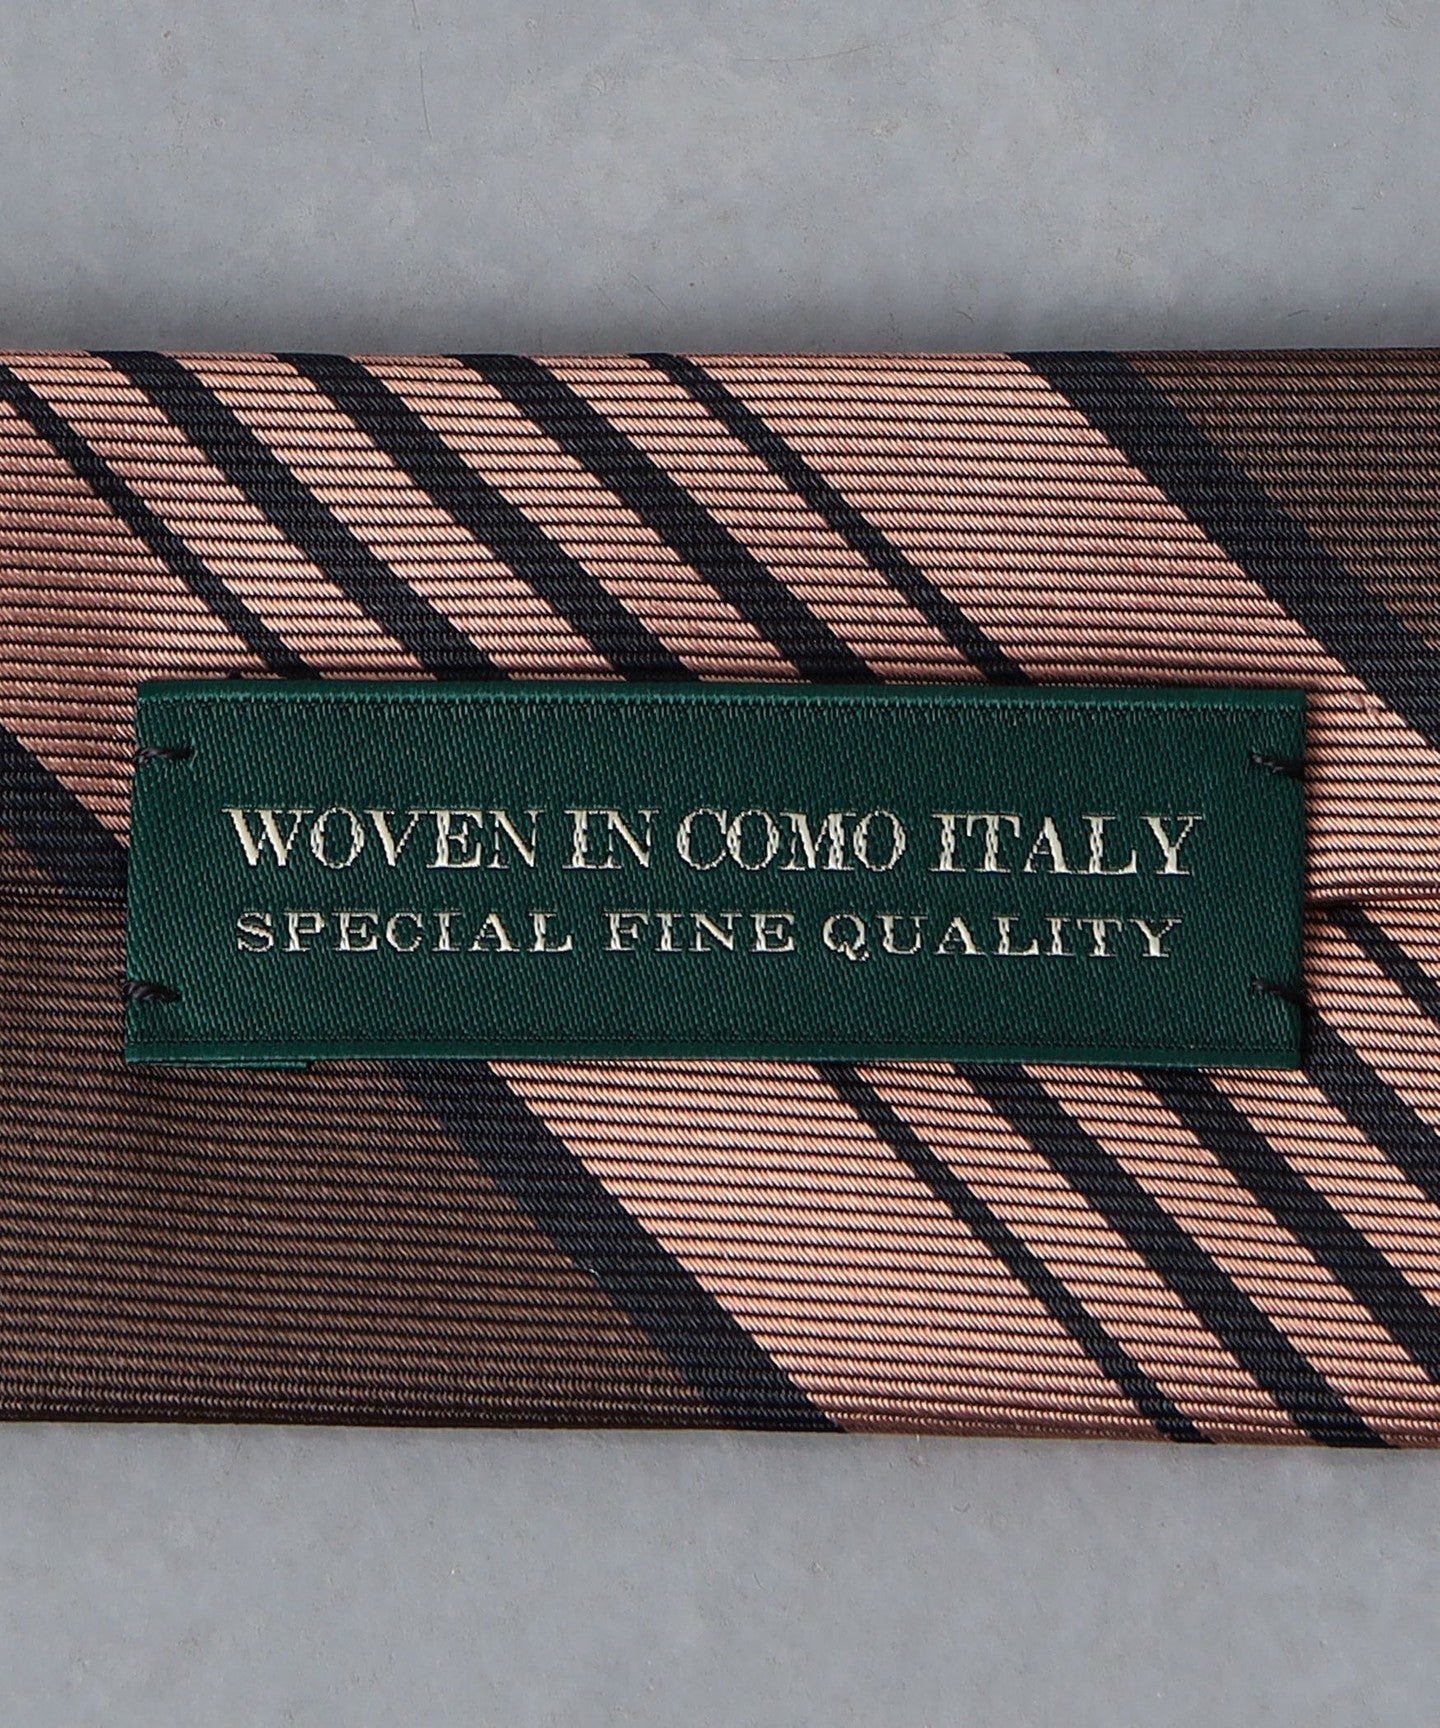 WOVEN IN COMO ITALY
SPECIAL FINE QUALITY